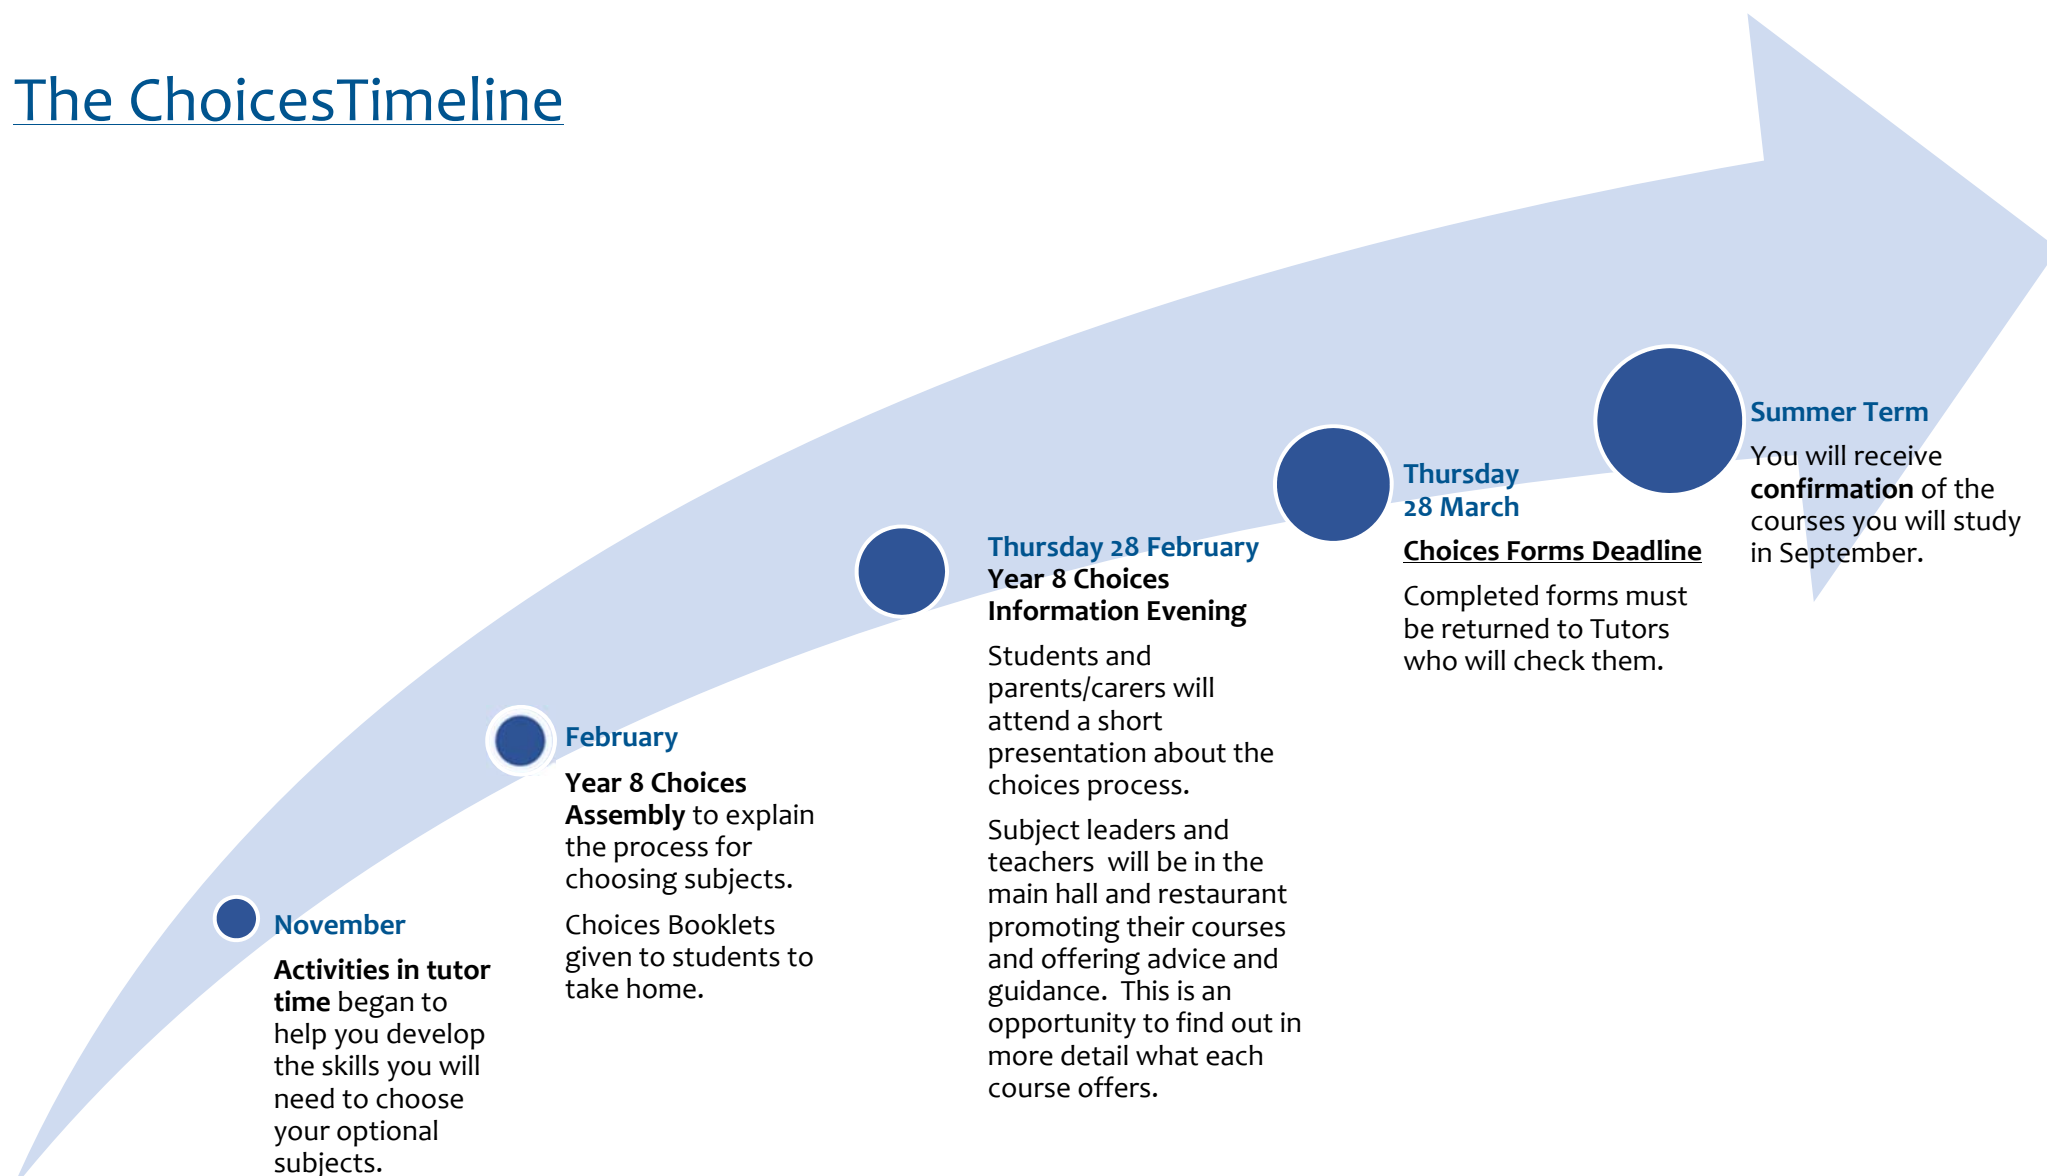 The ChoicesTimeline
November
Activities in tutor
time began to
help you develop
the skills you will
need to choose
your optional
subjects.
February
Year 8 Choices
Assembly to explain
the process for
choosing subjects.
Choices Booklets
given to students to
take home.
Thursday 28 February
Year 8 Choices
Information Evening
Students and
parents/carers will
attend a short
presentation about the
choices process.
Subject leaders and
teachers  will be in the
main hall and restaurant
promoting their courses
and offering advice and
guidance.  This is an
opportunity to find out in
more detail what each
course offers.
Thursday
28 March
Choices Forms Deadline
Completed forms must
be returned to Tutors
who will check them.
Summer Term
You will receive
confirmation of the
courses you will study
in September.